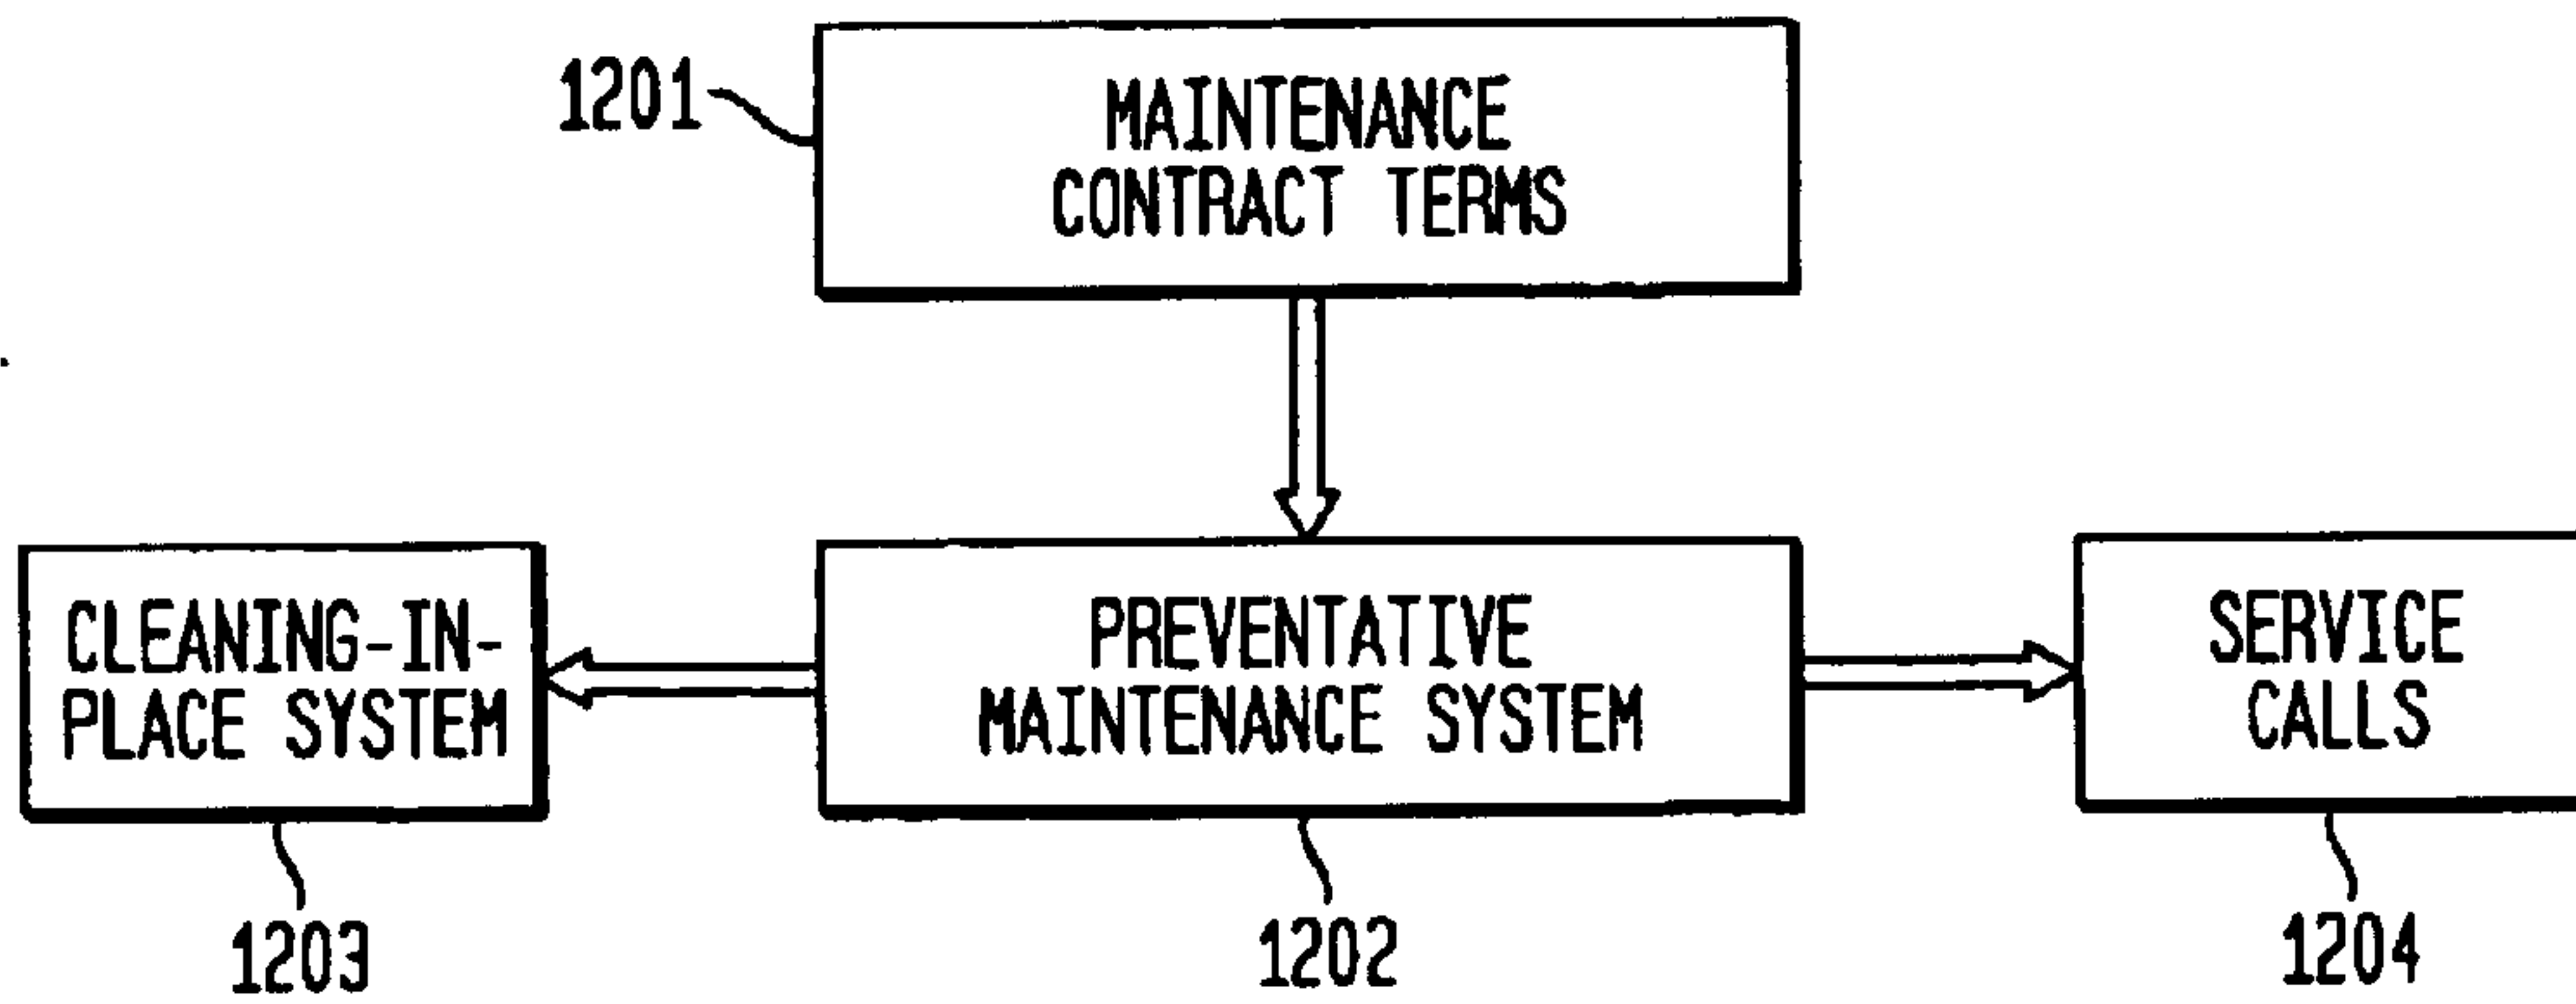 1201
MAINTENANCE
CONTRACT TERMS
CLEANING-IN-
PLACE SYSTEM
PREVENTATIVE
MAINTENANCE SYSTEM
SERVICE
CALLS
1203
1202
1204